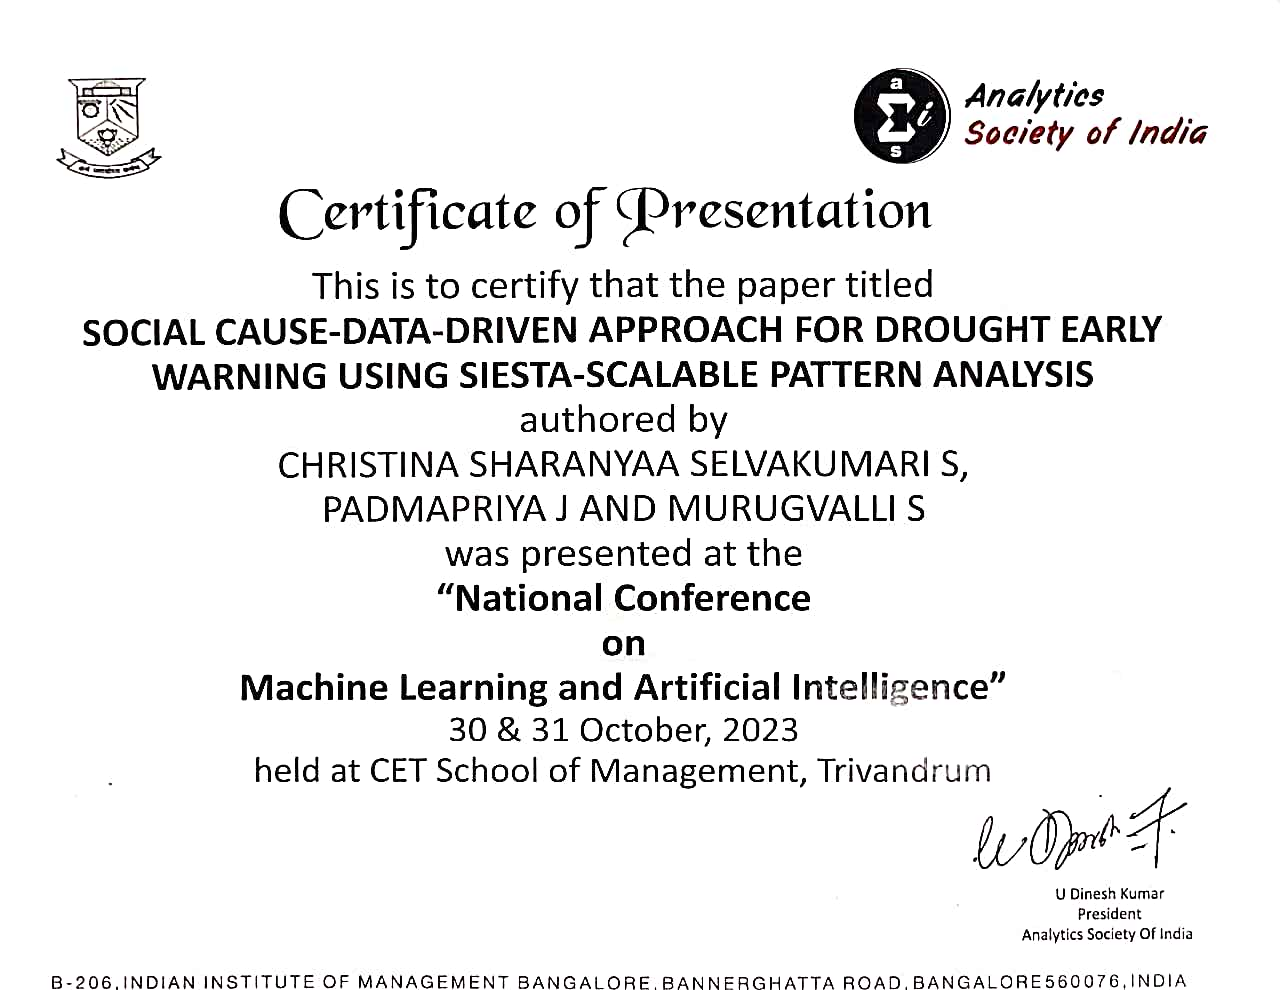 a
i
s
Analytics
Society of India
Certificate of Presentation
This is to certify that the paper titled
SOCIAL CAUSE-DATA-DRIVEN APPROACH FOR DROUGHT EARLY
WARNING USING SIESTA-SCALABLE PATTERN ANALYSIS
authored by
CHRISTINA SHARANYAA SELVAKUMARI S,
PADMAPRIYA J AND MURUGVALLI S
was presented at the
“National Conference
on
Machine Learning and Artificial Intelligence”
30 & 31 October, 2023
held at CET School of Management, Trivandrum
U Dinesh Kumar
President
Analytics Society Of India
B-206,INDIAN INSTITUTE OF MANAGEMENT BANGALORE,BANNERGHATTA ROAD,BANGALORE560076,INDIA